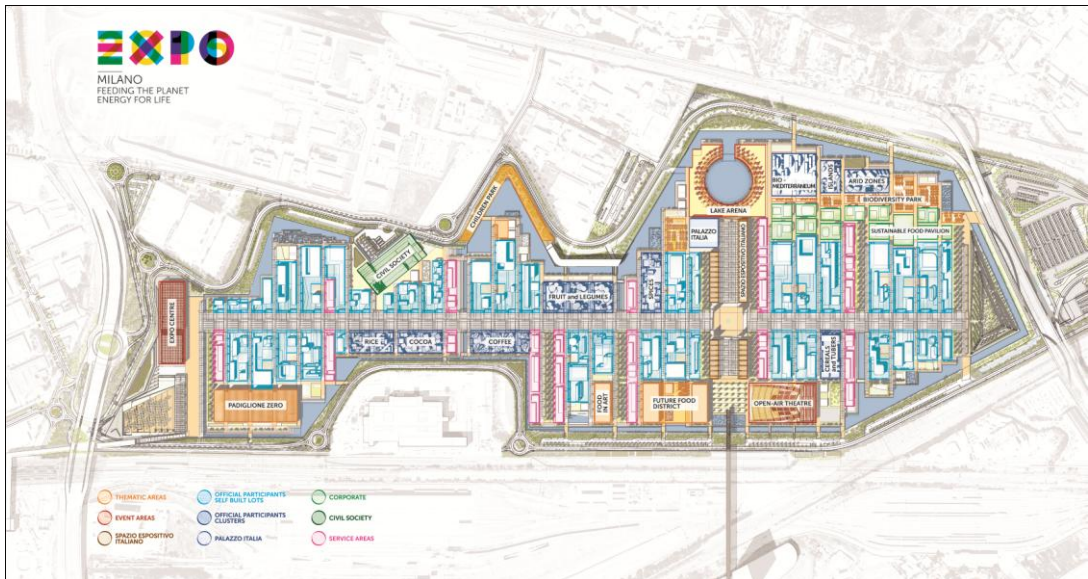 EXPO
MILANO
FEEDING THE PLANET
ENERGY FOR LIFE
CHILDREN PARK
LAKE ARENA
BIO
MEDITERRANEUM
ISLANDS
ARID ZONES
BIODIVERSITY PARK
SUSTAINABLE FOOD PAVILION
PALAZZO
ITALIA
SPAZIO ESPOSITIVO ITALIANO
CIVIL SOCIETY
SPICES
FRUIT and LEGUMES
EXPO CENTRE
RICE
COCOA
COFFEE
CEREALS
and TUBERS
PADIGLIONE ZERO
FOOD
IN ART
FUTURE FOOD
DISTRICT
OPEN-AIR THEATRE
THEMATIC AREAS
EVENT AREAS
SPAZIO ESPOSITIVO
ITALIANO
OFFICIAL PARTICIPANTS
SELF BUILT LOTS
OFFICIAL PARTICIPANTS
CLUSTERS
PALAZZO ITALIA
CORPORATE
CIVIL SOCIETY
SERVICE AREAS